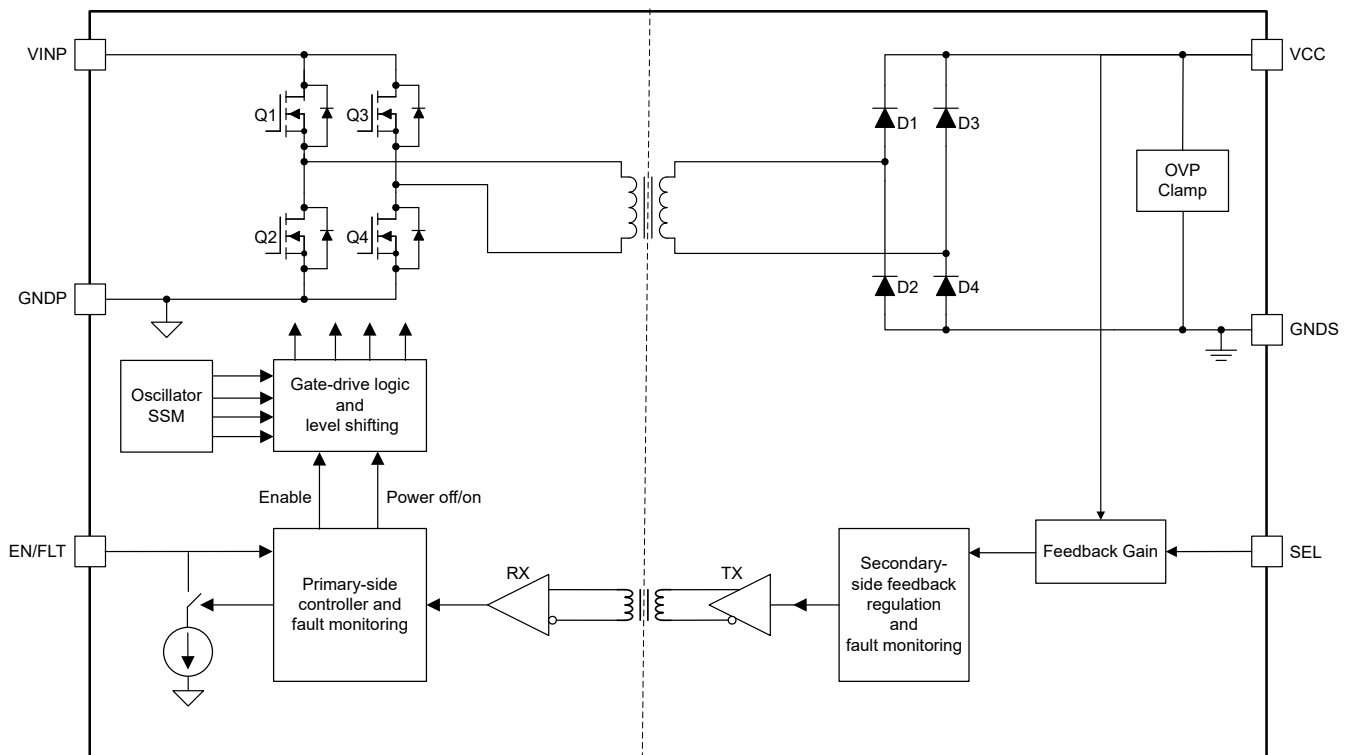 VINP
VCC
Q1
Q3
D1
D3
OVP
Clamp
Q2
Q4
D2
D4
GNDP
GNDS
Oscillator
SSM
Gate-drive logic
and
level shifting
Enable
Power off/on
EN/FLT
Primary-side
controller and
fault monitoring
RX
TX
Secondary-
side feedback
regulation
and
fault monitoring
Feedback Gain
SEL